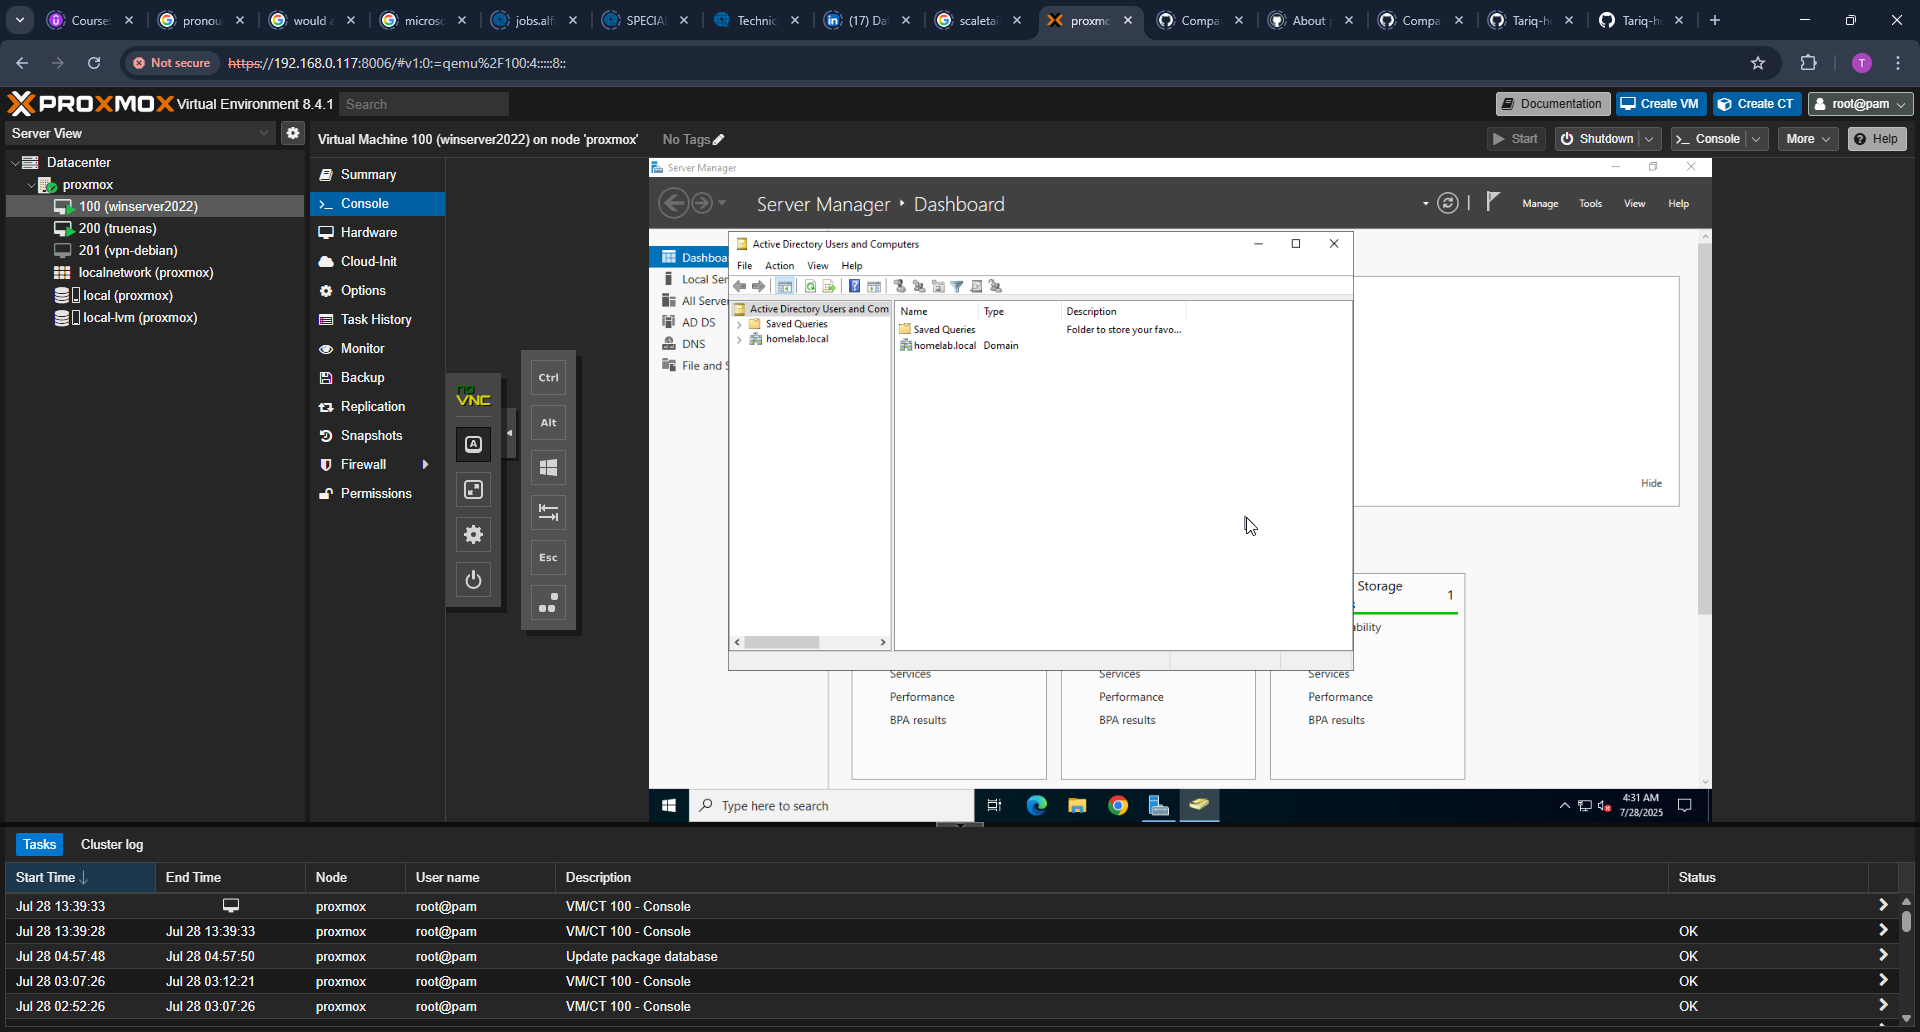 Course
pronou
would a
microso
jobs.alf
SPECIAL
Technic
(17) Da
scaletai
proxmo
Compa
About
Compa
Tariq-h
Tariq-h
Not secure https://192.168.0.117:8006/#v1:0:=qemu%2F100:4:::::8::
T
PROXMOX Virtual Environment 8.4.1 Search
Documentation Create VM Create CT root@pam
Server View
Virtual Machine 100 (winserver2022) on node 'proxmox' No Tags
Start Shutdown Console More Help
Datacenter
proxmox
100 (winserver2022)
200 (truenas)
201 (vpn-debian)
localnetwork (proxmox)
local (proxmox)
local-lvm (proxmox)
Summary
Console
Hardware
Cloud-Init
Options
Task History
Monitor
Backup
Replication
Snapshots
Firewall
Permissions
no
VNC
A
Ctrl
Alt
Esc
Server Manager
Server Manager • Dashboard
Manage Tools View Help
Dashboa
Local Ser
All Serve
AD DS
DNS
File and S
Active Directory Users and Computers
File Action View Help
Active Directory Users and Com
Saved Queries
homelab.local
Name Type Description
Saved Queries Folder to store your favo...
homelab.local Domain
Hide
Storage 1
ability
Services
Performance
BPA results
Services
Performance
BPA results
Services
Performance
BPA results
Type here to search
4:31 AM
7/28/2025
Tasks Cluster log
Start Time End Time Node User name Description Status
Jul 28 13:39:33 proxmox root@pam VM/CT 100 - Console
Jul 28 13:39:28 Jul 28 13:39:33 proxmox root@pam VM/CT 100 - Console OK
Jul 28 04:57:48 Jul 28 04:57:50 proxmox root@pam Update package database OK
Jul 28 03:07:26 Jul 28 03:12:21 proxmox root@pam VM/CT 100 - Console OK
Jul 28 02:52:26 Jul 28 03:07:26 proxmox root@pam VM/CT 100 - Console OK